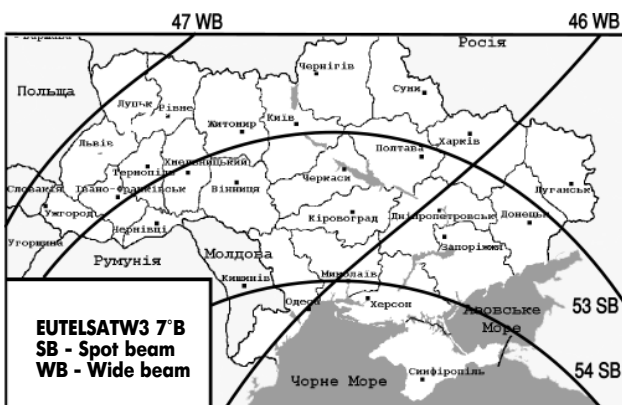 47 WB
46 WB
Варшава
Росія
Чернігів
Польща
Суми
Луцьк
Рівне
Київ
Житомир
Харків
Львів
Полтава
Тернопіль
Хмельницький
Черкаси
Словакія
Івано-Франківськ
Вінниця
Луганськ
Ужгород
Кіровоград
Дніпропетровськ
Донецьк
Чернівці
Запоріжжя
Угорщина
Румунія
Молдова
Миколаїв
Кишинів
Одеса
Херсон
Азовське
Море
53 SB
EUTELSATW3 7°B
SB - Spot beam
WB - Wide beam
54 SB
Сімфіропіль
Чорне Море